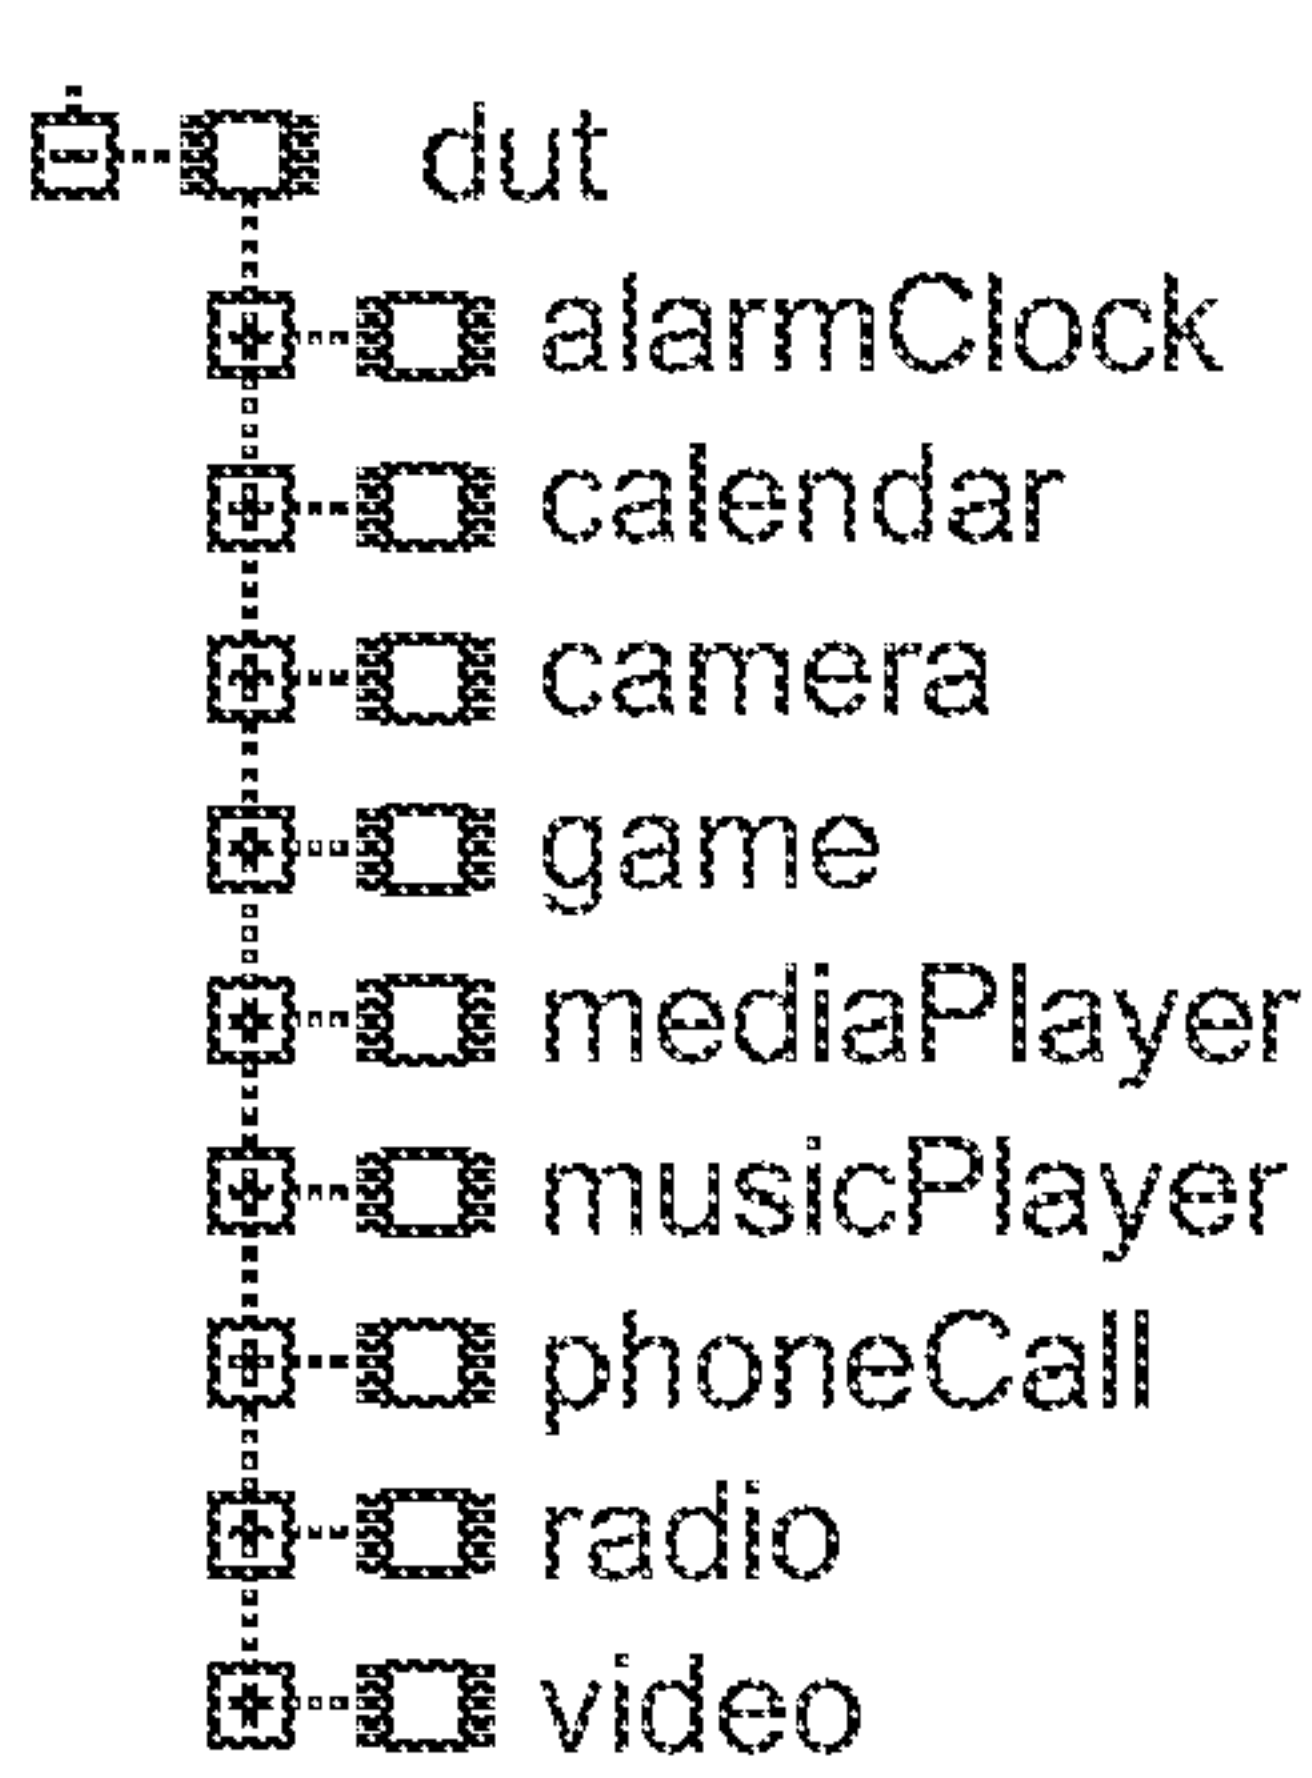 dut
alarmClock
calendar
camera
game
mediaPlayer
musicPlayer
phoneCall
radio
video